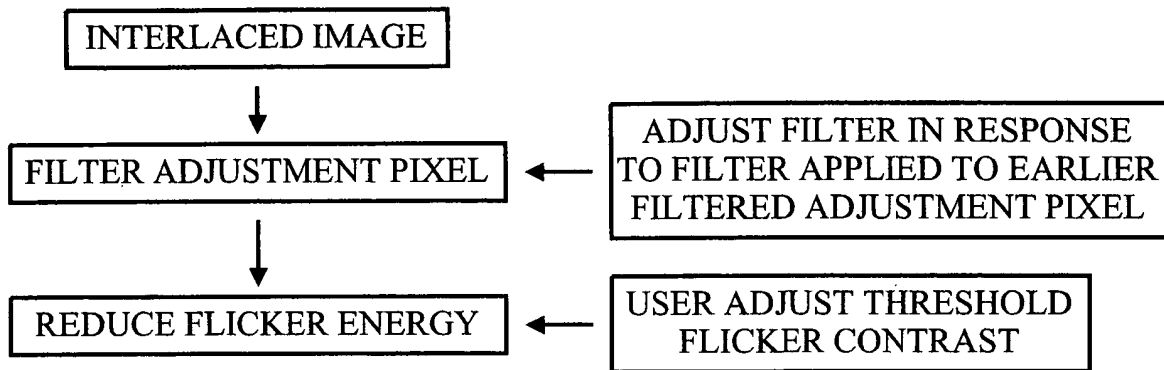 INTERLACED IMAGE
FILTER ADJUSTMENT PIXEL
ADJUST FILTER IN RESPONSE
TO FILTER APPLIED TO EARLIER
FILTERED ADJUSTMENT PIXEL
REDUCE FLICKER ENERGY
USER ADJUST THRESHOLD
FLICKER CONTRAST